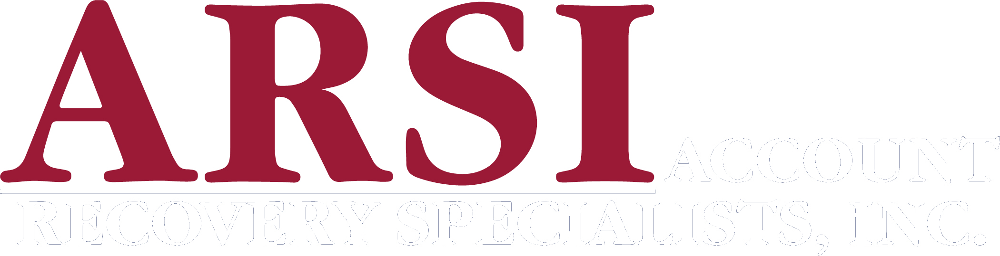 ARSI ACCOUNT
RECOVERY SPECIALISTS, INC.